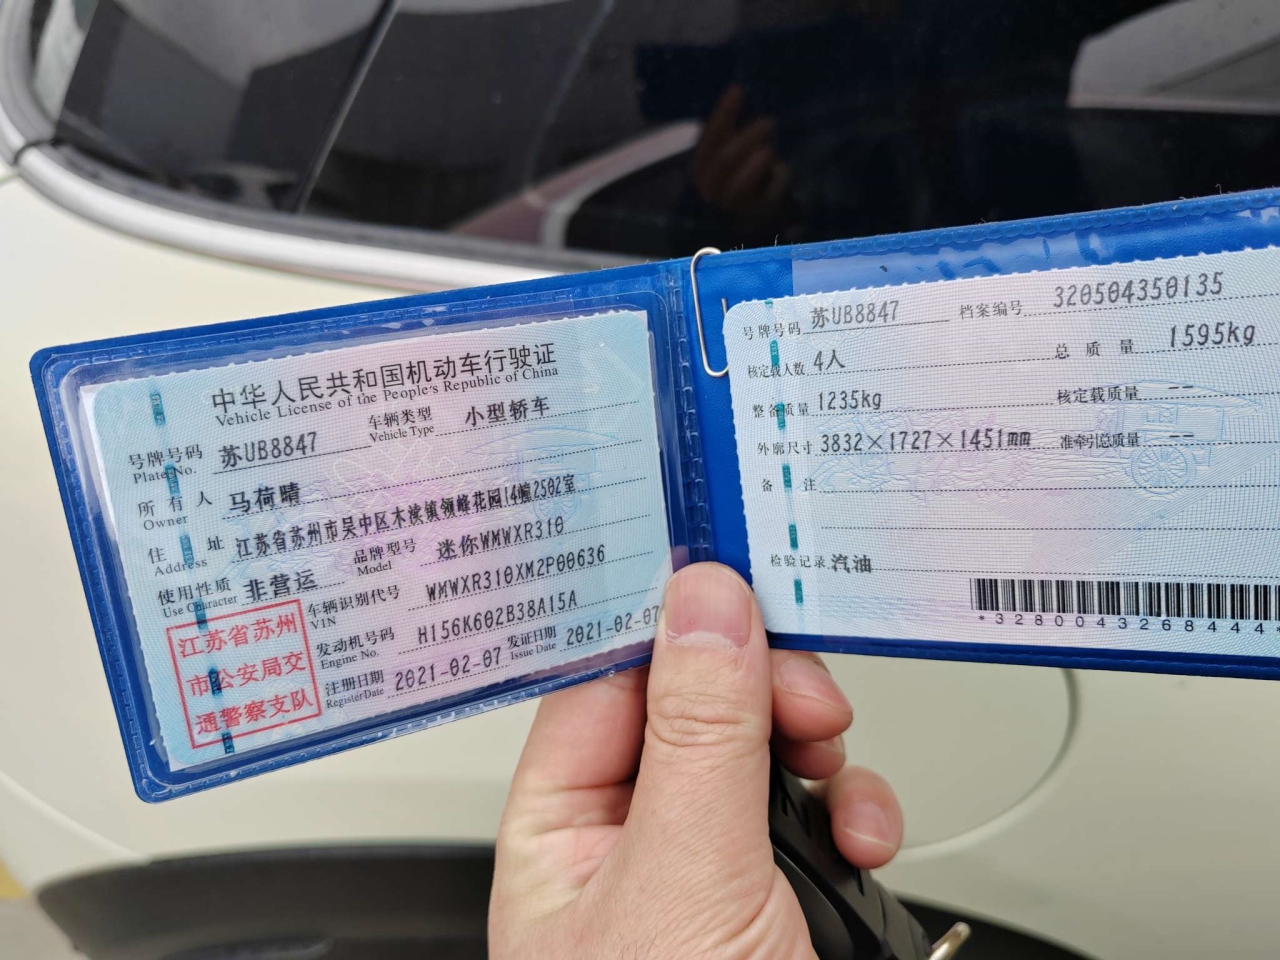 中华人民共和国机动车行驶证
Vehicle License of the People's Republic of China
号牌号码 苏UB8847 车辆类型 小型轿车
Plate No. Vehicle Type
所有人 马荷晴
Owner
住址 江苏省苏州市吴中区木渎镇领峰花园14幢2502室
Address
使用性质 非营运 品牌型号 迷你WMWXR310
Use Character Model
车辆识别代号 WMWXR310XM2P00636
VIN
发动机号码 H156K602B38A15A
Engine No.
注册日期 2021-02-07 发证日期 2021-02-07
Register Date Issue Date
江苏省苏州
市公安局交
通警察支队
号牌号码 苏UB8847 档案编号 320504350135
核定载人数 4人 总质量 1595kg
整备质量 1235kg 核定载质量 --
外廓尺寸 3832×1727×1451mm 准牵引总质量 --
备注
检验记录 汽油
*3280043268444*